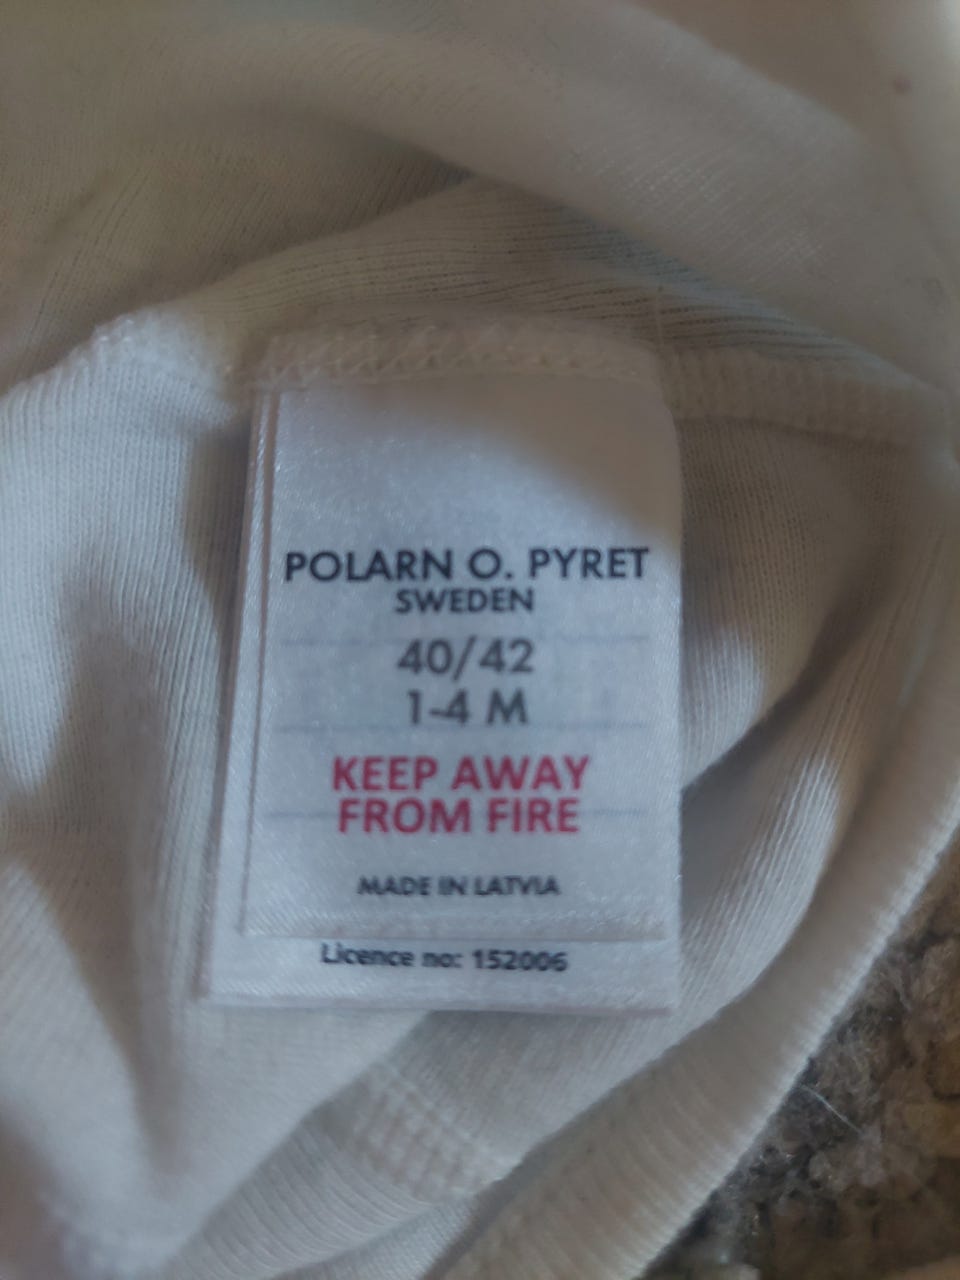 POLARN O. PYRET
SWEDEN
40/42
1-4 M
KEEP AWAY
FROM FIRE
MADE IN LATVIA
Licence no: 152006